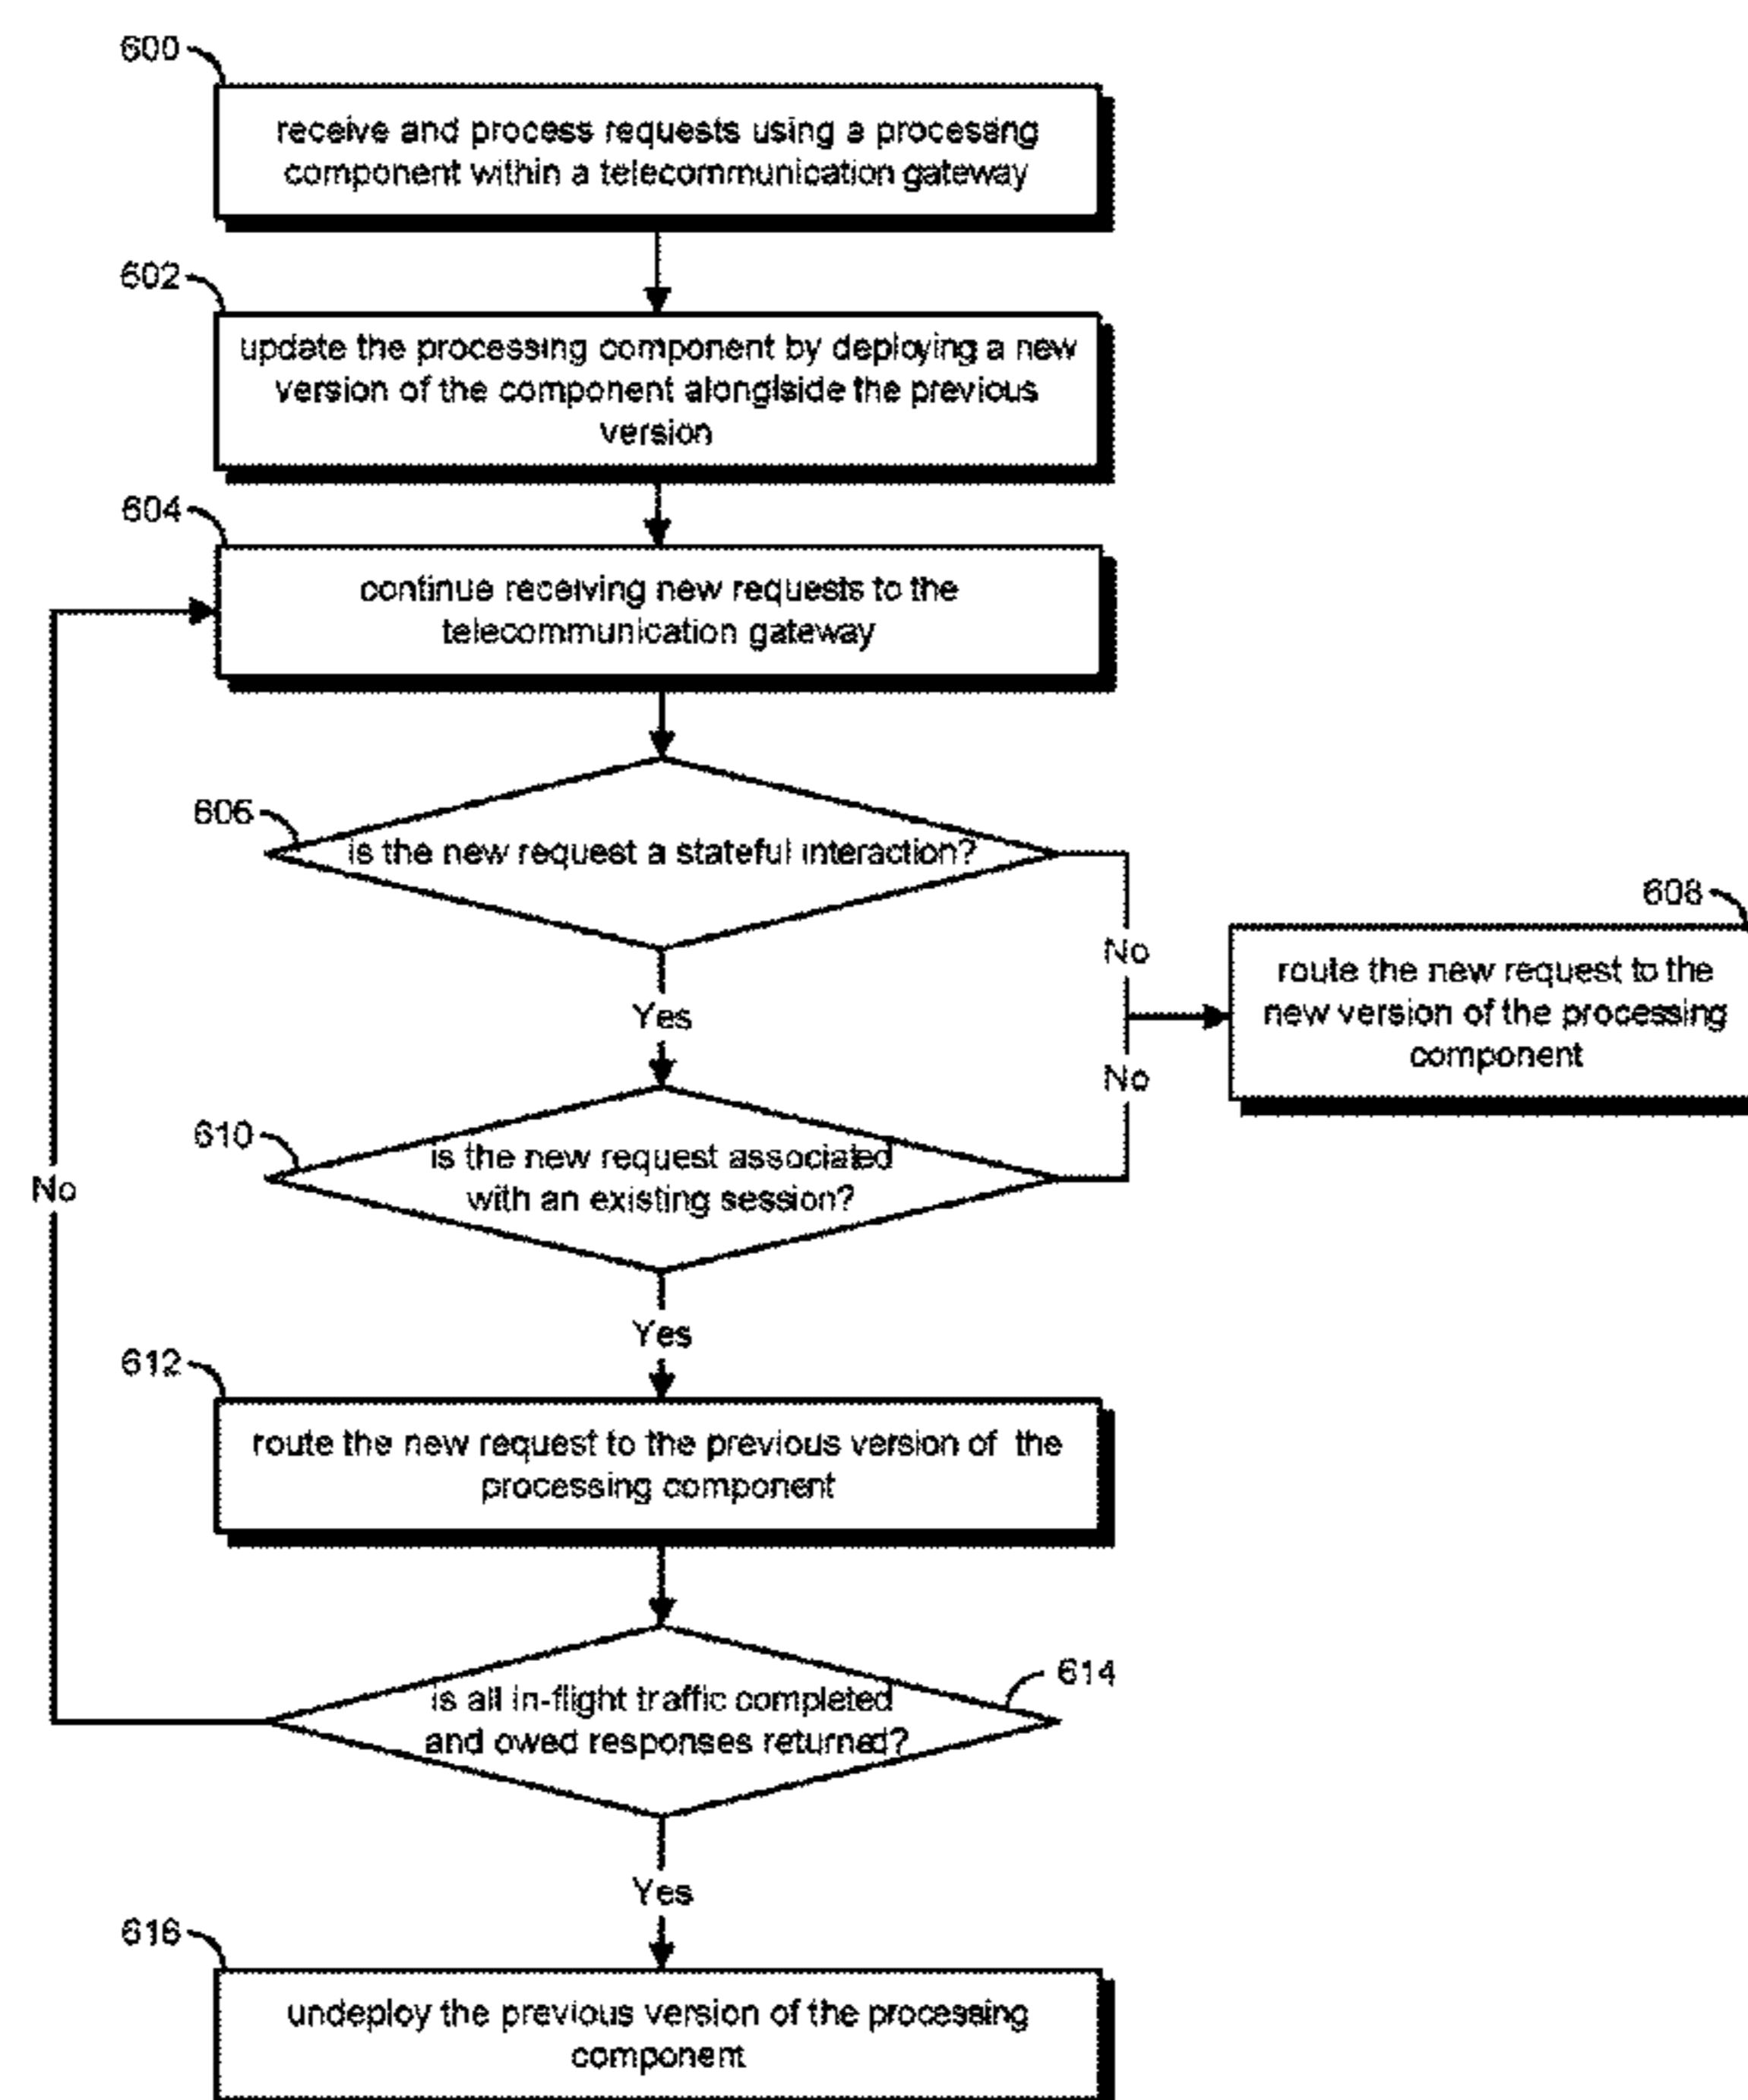 600
receive and process requests using a processing
component within a telecommunication gateway
602
update the processing component by deploying a new
version of the component alonglside the previous
version
604
continue receiving new requests to the
telecommunication gateway
606
is the new request a stateful interaction?
No
608
route the new request to the
new version of the processing
component
Yes
No
610
is the new request associated
with an existing session?
No
Yes
612
route the new request to the previous version of the
processing component
614
is all in-flight traffic completed
and owed responses returned?
Yes
616
undeploy the previous version of the processing
component